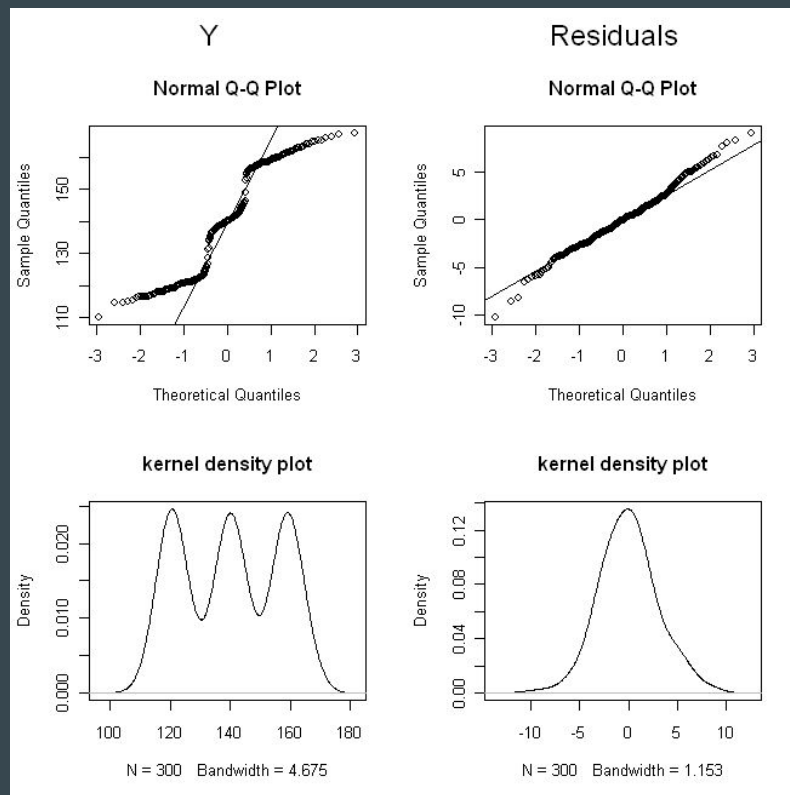 Y
Residuals
Normal Q-Q Plot
Normal Q-Q Plot
Sample Quantiles
110 130 150
-3 -2 -1 0 1 2 3
Theoretical Quantiles
Sample Quantiles
-10 -5 0 5
-3 -2 -1 0 1 2 3
Theoretical Quantiles
kernel density plot
kernel density plot
Density
0.000 0.010 0.020
100 120 140 160 180
N = 300 Bandwidth = 4.675
Density
0.00 0.04 0.08 0.12
-10 -5 0 5 10
N = 300 Bandwidth = 1.153